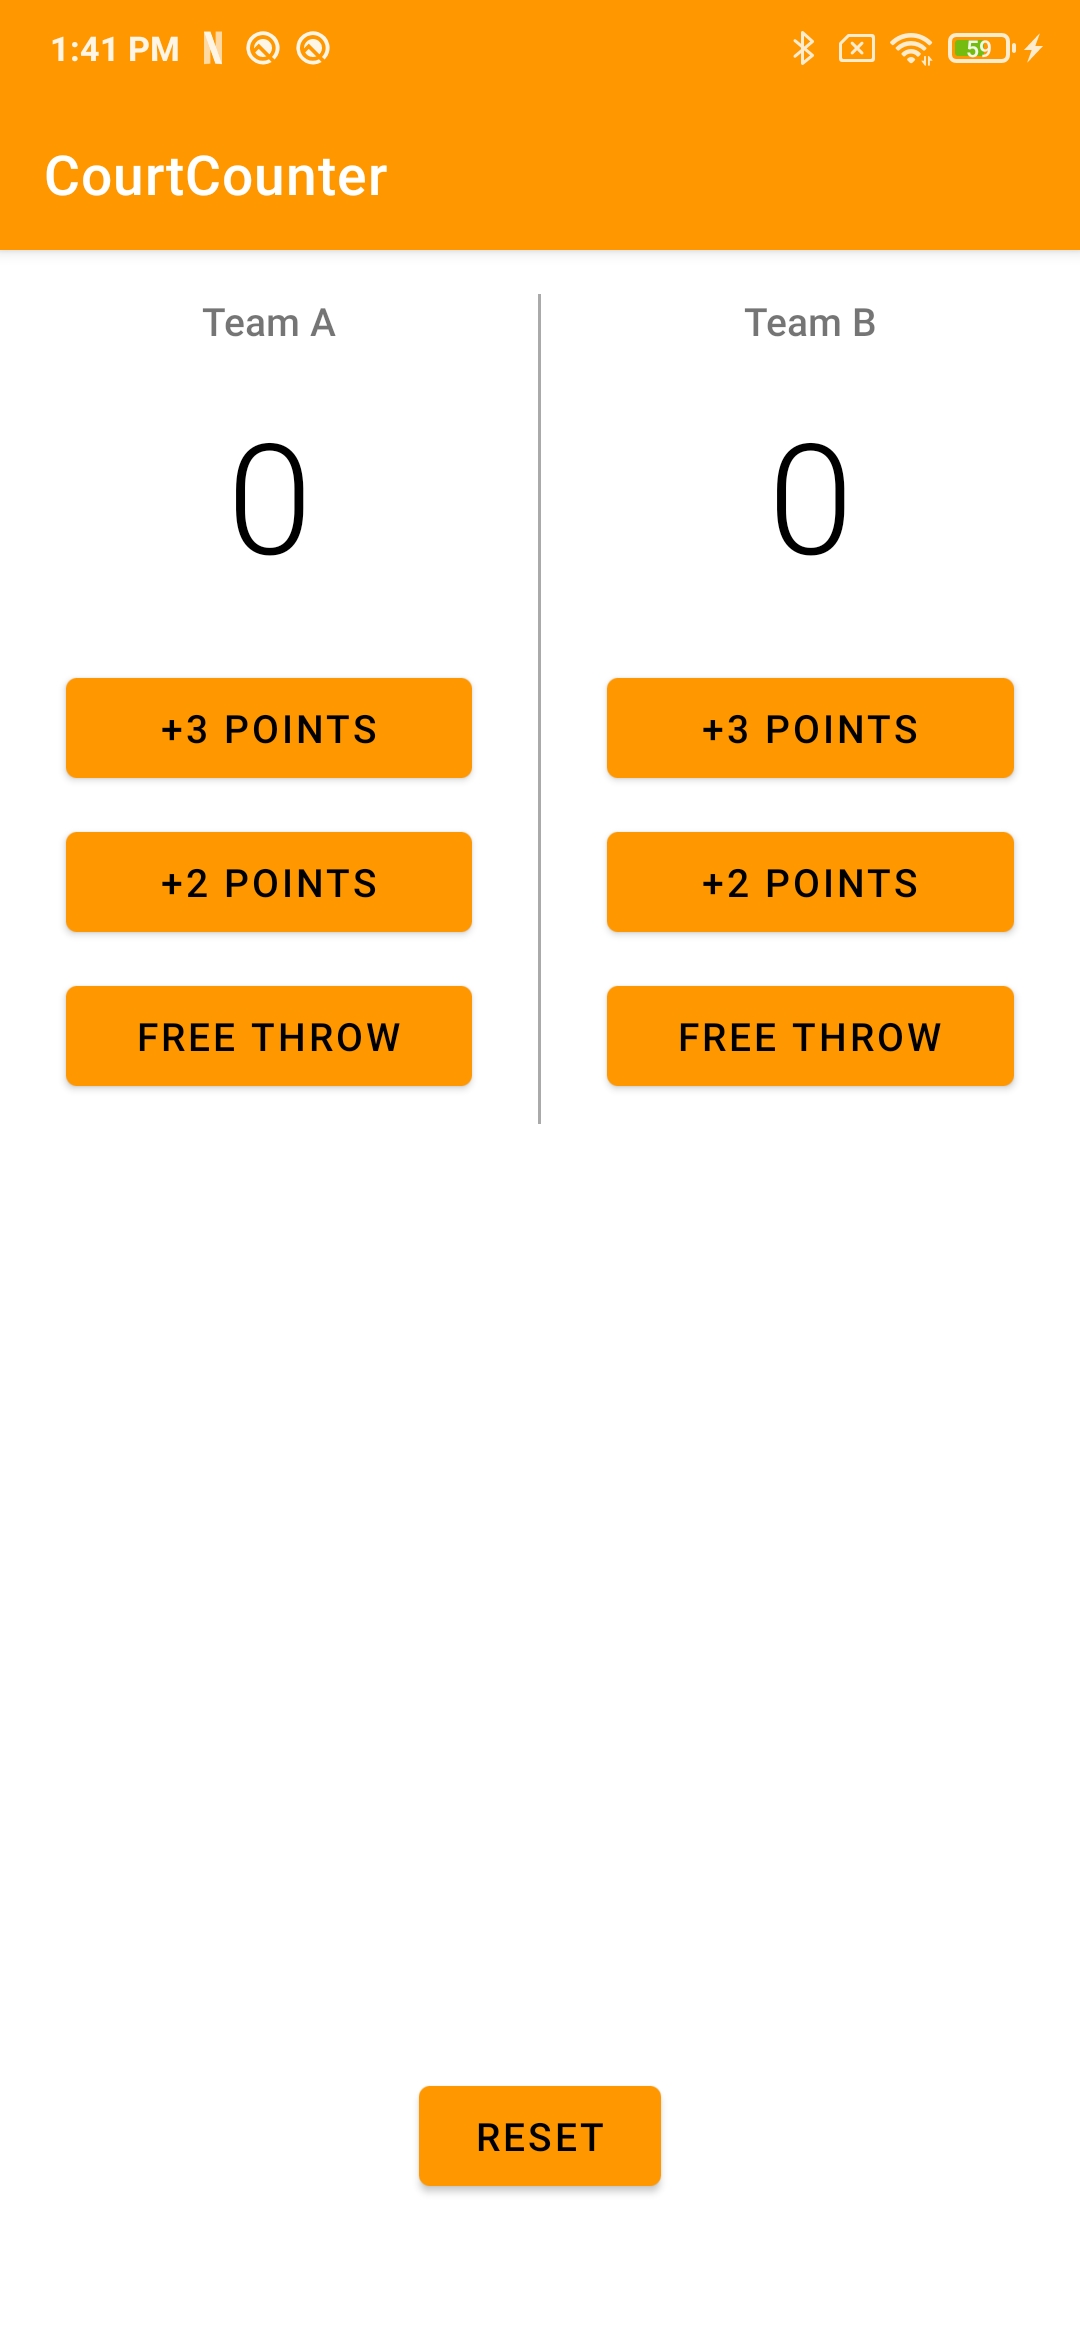 1:41 PM
59
CourtCounter
Team A
Team B
0
0
+3 POINTS
+3 POINTS
+2 POINTS
+2 POINTS
FREE THROW
FREE THROW
RESET